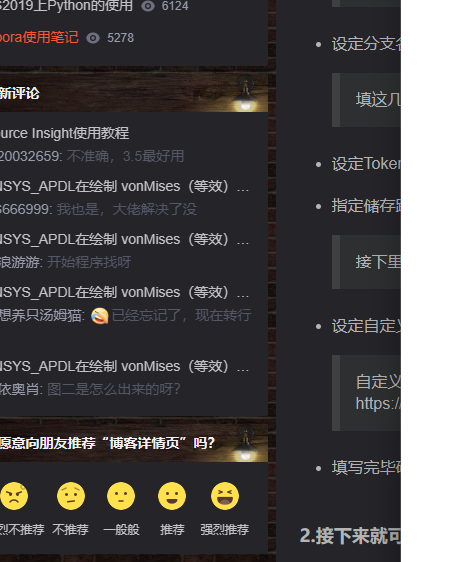 S2019上Python的使用 6124
pora使用笔记 5278
新评论
urce Insight使用教程
20032659: 不准确，3.5最好用
NSYS_APDL在绘制 vonMises（等效）…
6666999: 我也是，大佬解决了没
NSYS_APDL在绘制 vonMises（等效）…
浪游游: 开始程序找呀
NSYS_APDL在绘制 vonMises（等效）…
想养只汤姆猫: 已经忘记了，现在转行
NSYS_APDL在绘制 vonMises（等效）…
依奥肖: 图二是怎么出来的呀?
愿意向朋友推荐“博客详情页”吗?
烈不推荐 不推荐 一般般 推荐 强烈推荐
设定分支名
填这几
设定Token
指定储存路
接下里
设定自定义
自定义
https://
填写完毕确
2.接下来就可